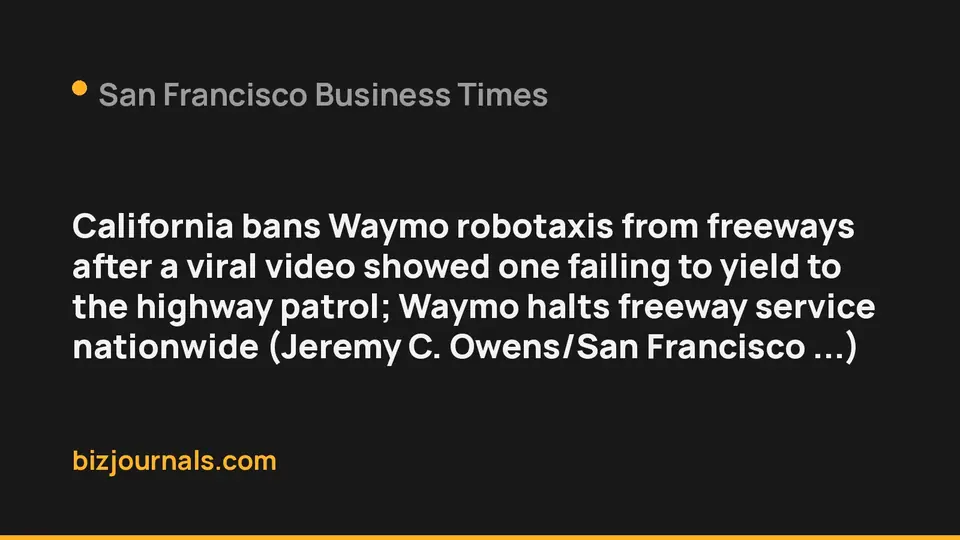 San Francisco Business Times
California bans Waymo robotaxis from freeways
after a viral video showed one failing to yield to
the highway patrol; Waymo halts freeway service
nationwide (Jeremy C. Owens/San Francisco ...)
bizjournals.com